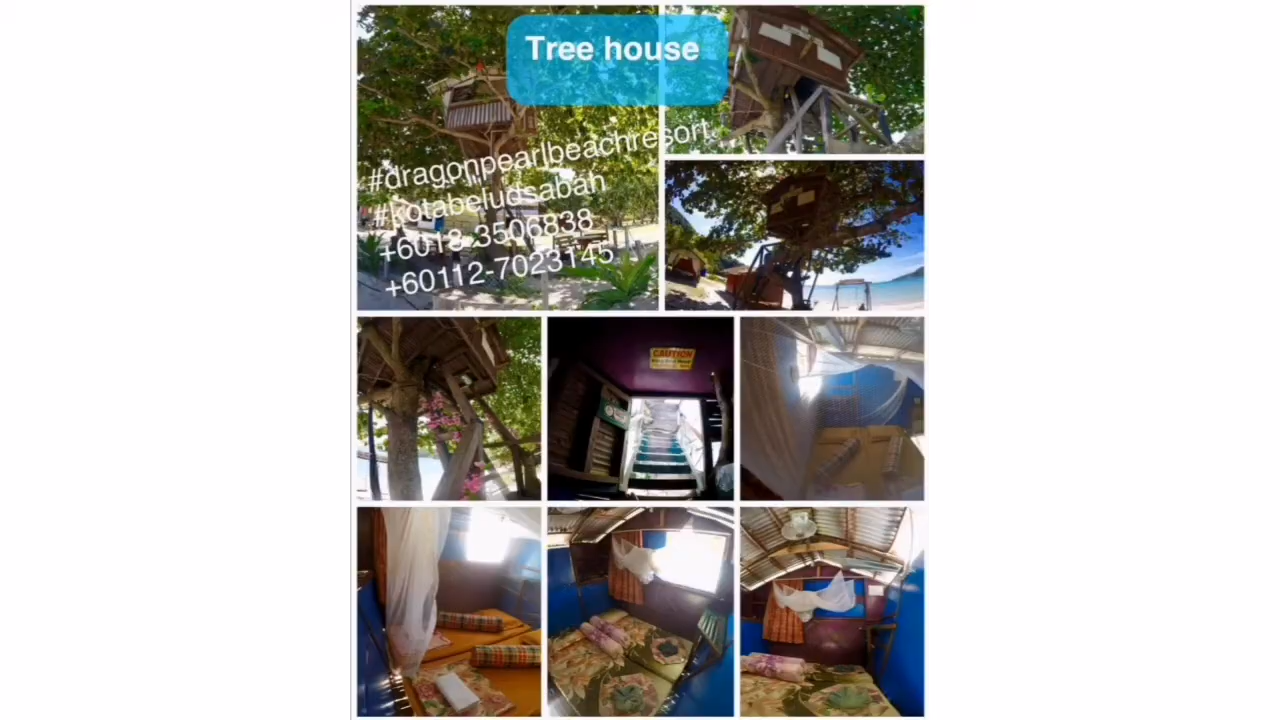 Tree house
#dragonpearlbeachresort
#kotabeludsabah
+6013-3506838
+60112-7023145
CAUTION